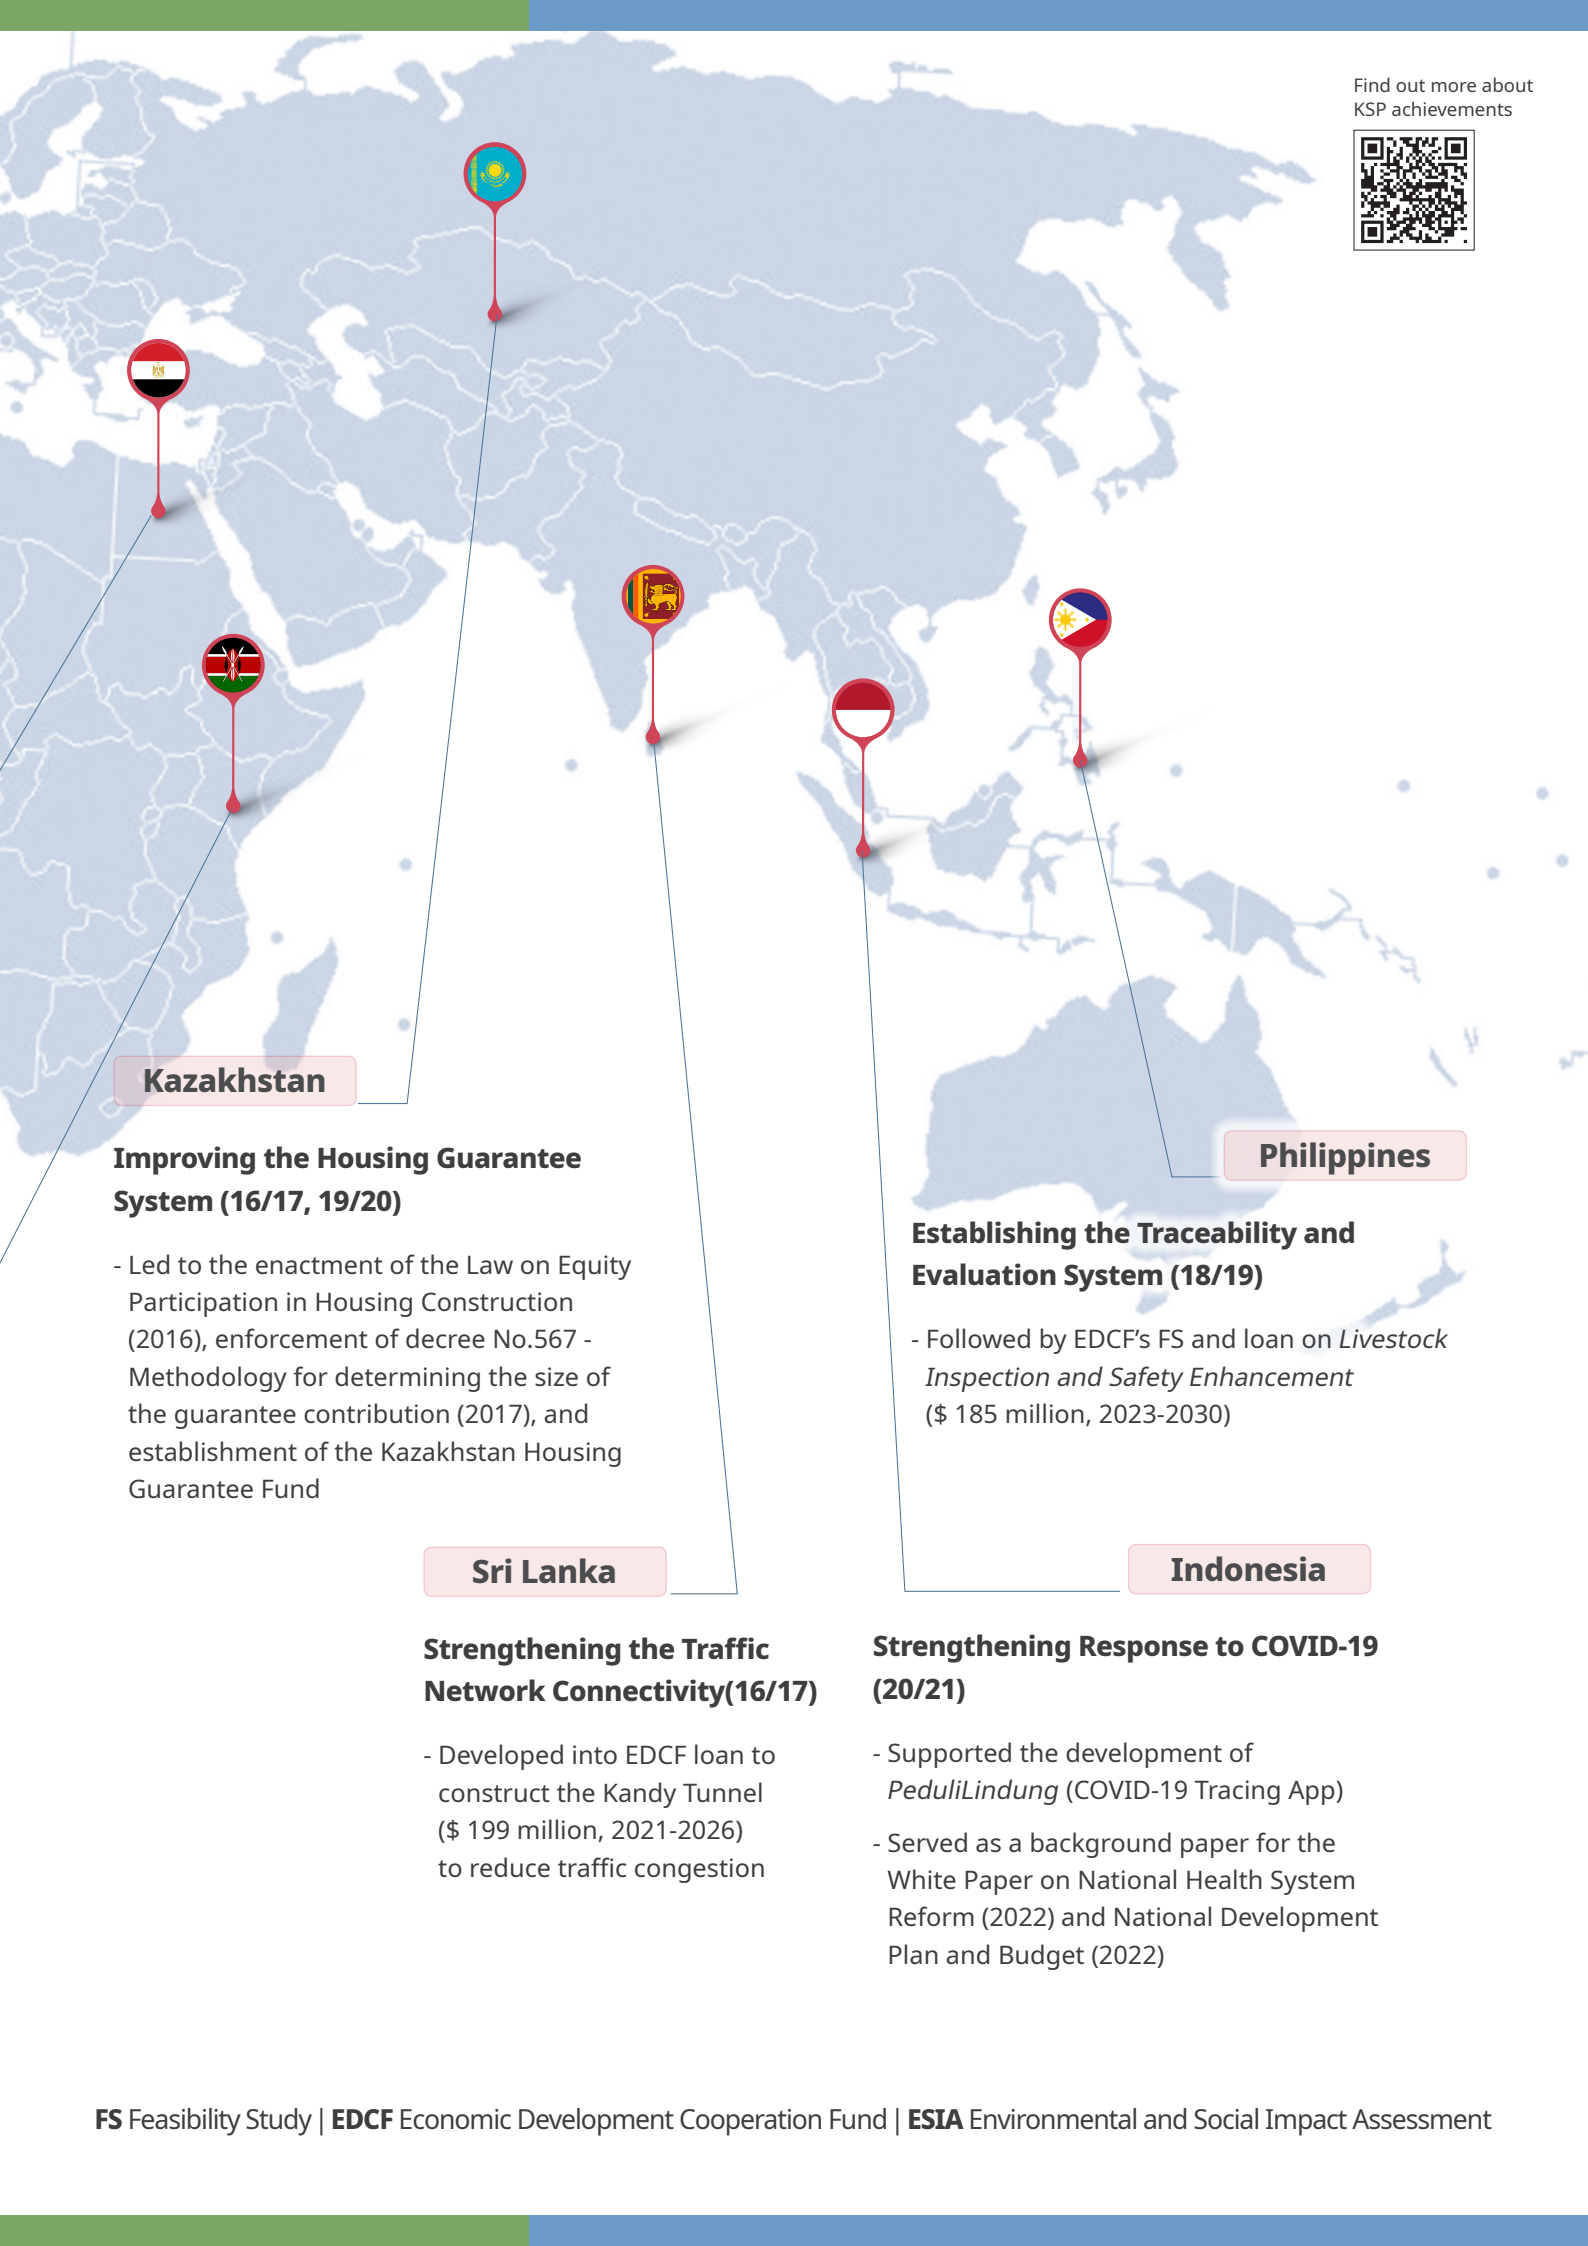 Find out more about
KSP achievements
Kazakhstan
Improving the Housing Guarantee
System (16/17, 19/20)
- Led to the enactment of the Law on Equity
Participation in Housing Construction
(2016), enforcement of decree No.567 -
Methodology for determining the size of
the guarantee contribution (2017), and
establishment of the Kazakhstan Housing
Guarantee Fund
Philippines
Establishing the Traceability and
Evaluation System (18/19)
- Followed by EDCF’s FS and loan on Livestock
Inspection and Safety Enhancement
($ 185 million, 2023-2030)
Sri Lanka
Strengthening the Traffic
Network Connectivity(16/17)
- Developed into EDCF loan to
construct the Kandy Tunnel
($ 199 million, 2021-2026)
to reduce traffic congestion
Indonesia
Strengthening Response to COVID-19
(20/21)
- Supported the development of
PeduliLindung (COVID-19 Tracing App)
- Served as a background paper for the
White Paper on National Health System
Reform (2022) and National Development
Plan and Budget (2022)
FS Feasibility Study | EDCF Economic Development Cooperation Fund | ESIA Environmental and Social Impact Assessment